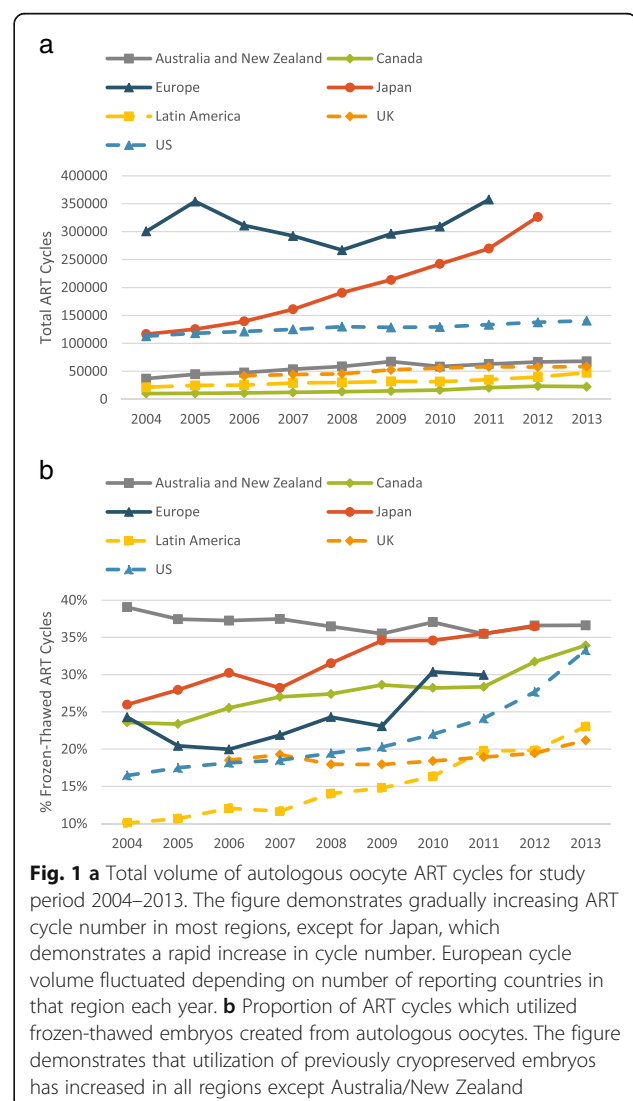 a
Australia and New Zealand Canada
Europe Japan
Latin America UK
US
400000
350000
300000
250000
200000
150000
100000
50000
0
Total ART Cycles
2004 2005 2006 2007 2008 2009 2010 2011 2012 2013
b
Australia and New Zealand Canada
Europe Japan
Latin America UK
US
40%
35%
30%
25%
20%
15%
10%
% Frozen-Thawed ART Cycles
2004 2005 2006 2007 2008 2009 2010 2011 2012 2013
Fig. 1 a Total volume of autologous oocyte ART cycles for study
period 2004–2013. The figure demonstrates gradually increasing ART
cycle number in most regions, except for Japan, which
demonstrates a rapid increase in cycle number. European cycle
volume fluctuated depending on number of reporting countries in
that region each year. b Proportion of ART cycles which utilized
frozen-thawed embryos created from autologous oocytes. The figure
demonstrates that utilization of previously cryopreserved embryos
has increased in all regions except Australia/New Zealand